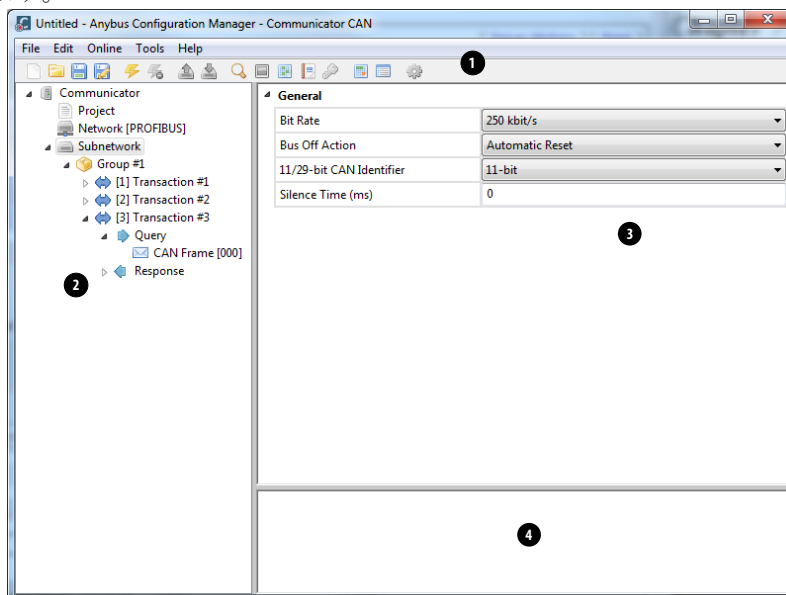 Untitled - Anybus Configuration Manager - Communicator CAN
File Edit Online Tools Help
1
Communicator
Project
Network [PROFIBUS]
Subnetwork
Group #1
[1] Transaction #1
[2] Transaction #2
[3] Transaction #3
Query
CAN Frame [000]
Response
2
General
Bit Rate 250 kbit/s
Bus Off Action Automatic Reset
11/29-bit CAN Identifier 11-bit
Silence Time (ms) 0
3
4